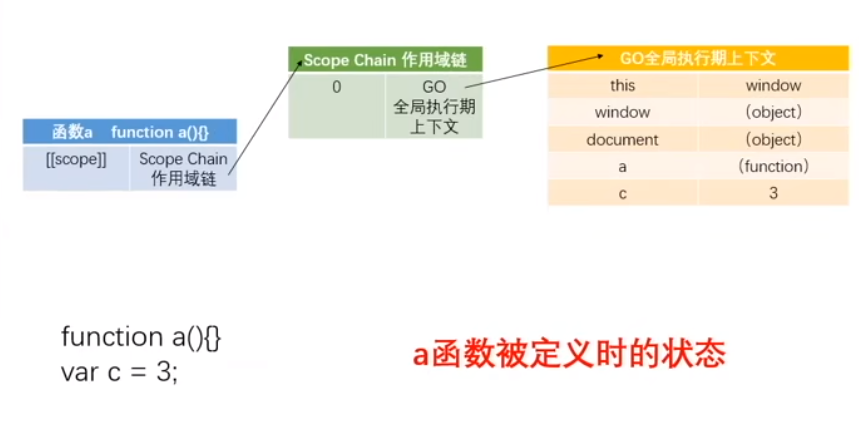 函数a function a(){}
[[scope]] Scope Chain
作用域链
Scope Chain 作用域链
0 GO
全局执行期
上下文
GO全局执行期上下文
this window
window （object）
document （object）
a （function）
c 3
function a(){}
var c = 3;
a函数被定义时的状态